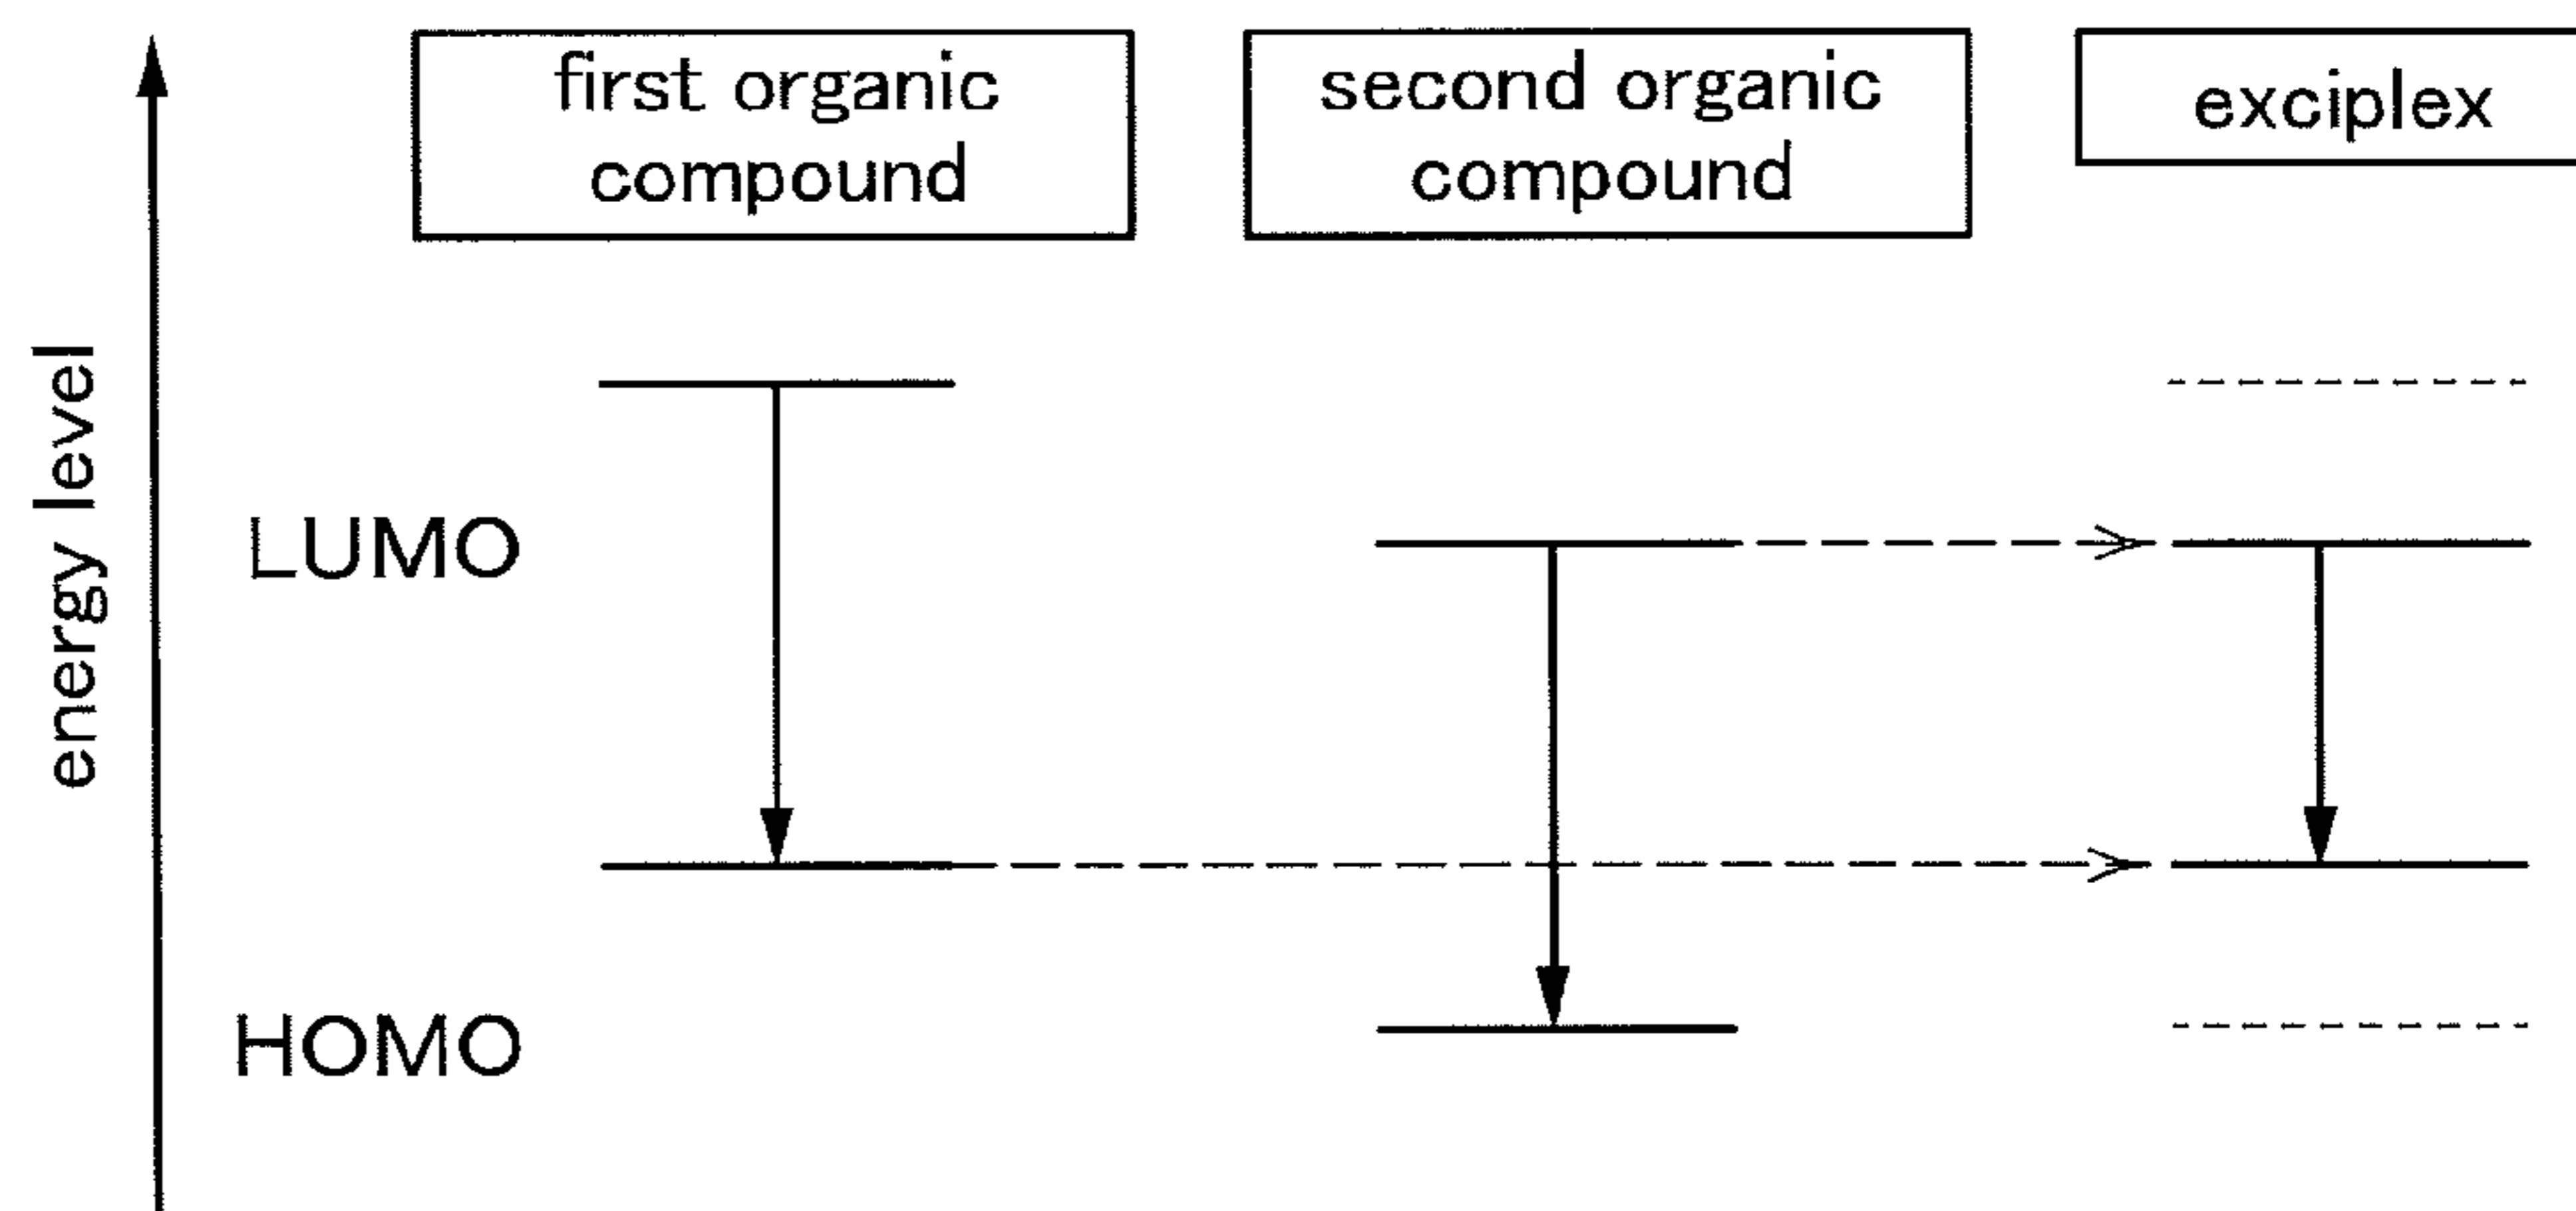 first organic
compound
second organic
compound
exciplex
energy level
LUMO
HOMO